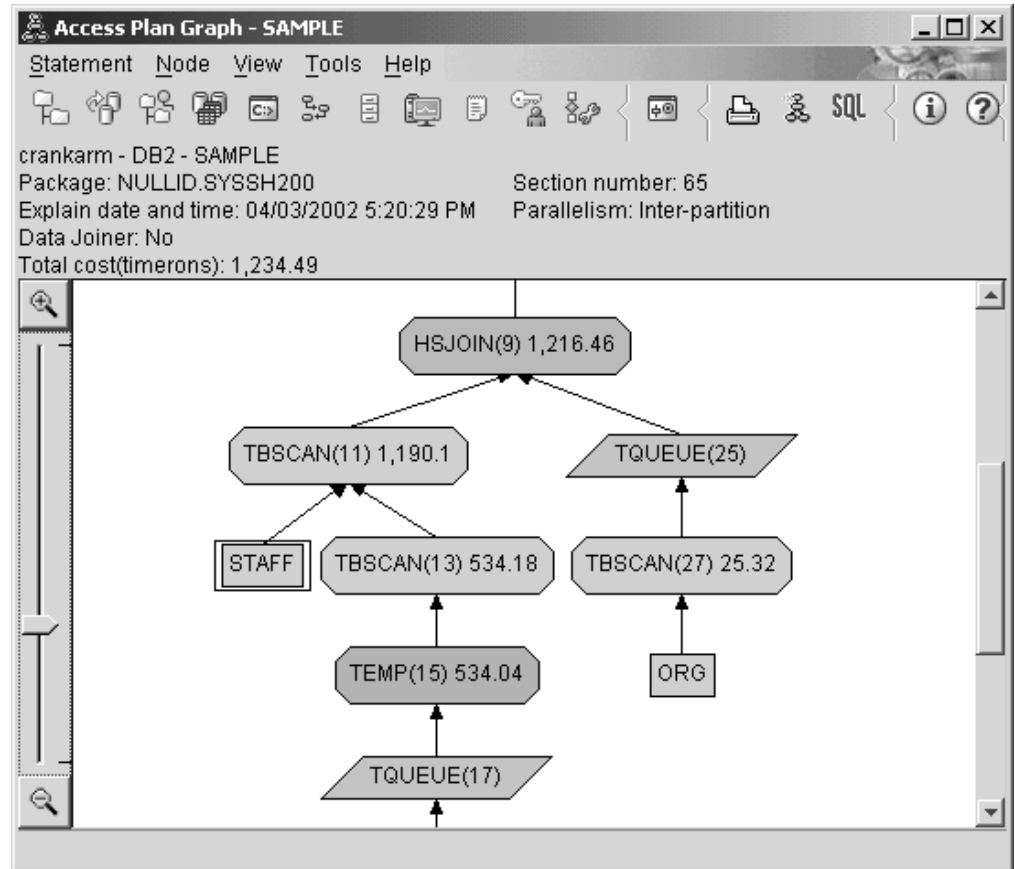 Access Plan Graph - SAMPLE
Statement Node View Tools Help
C:>
SQL
crankarm - DB2 - SAMPLE
Package: NULLID.SYSSH200 Section number: 65
Explain date and time: 04/03/2002 5:20:29 PM Parallelism: Inter-partition
Data Joiner: No
Total cost(timerons): 1,234.49
HSJOIN(9) 1,216.46
TBSCAN(11) 1,190.1
TQUEUE(25)
STAFF
TBSCAN(13) 534.18
TBSCAN(27) 25.32
TEMP(15) 534.04
ORG
TQUEUE(17)